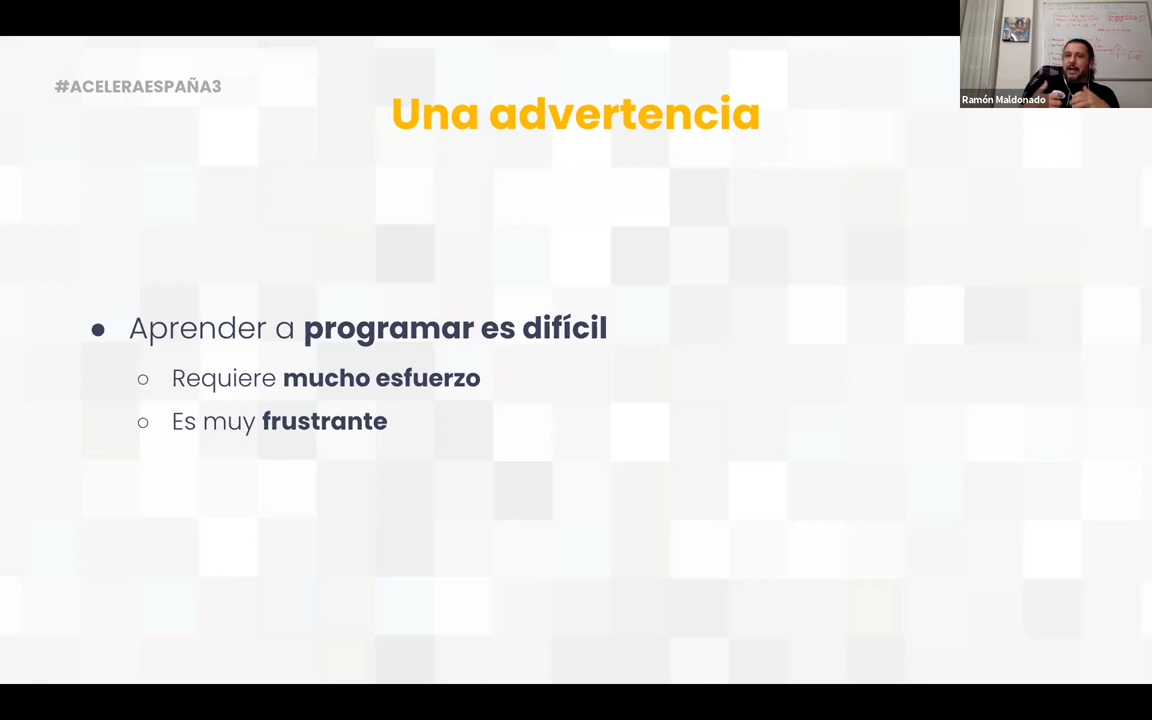 #ACELERAESPAÑA3
Una advertencia
Ramón Maldonado
● Aprender a programar es difícil
○ Requiere mucho esfuerzo
○ Es muy frustrante